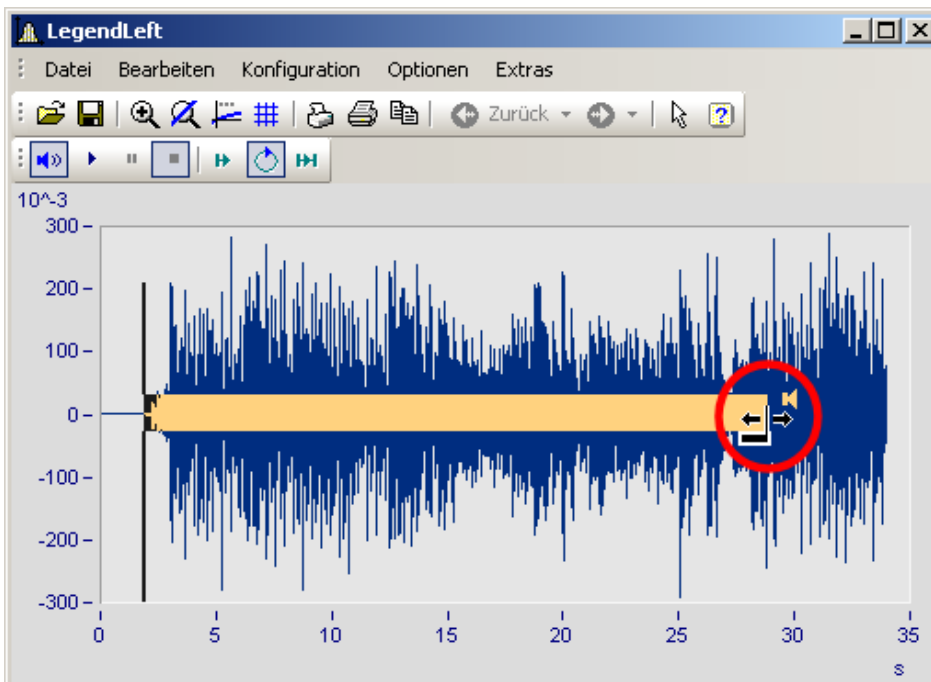 LegendLeft
Datei Bearbeiten Konfiguration Optionen Extras
Zurück
10^-3
300
200
100
0
-100
-200
-300
0 5 10 15 20 25 30 35
s